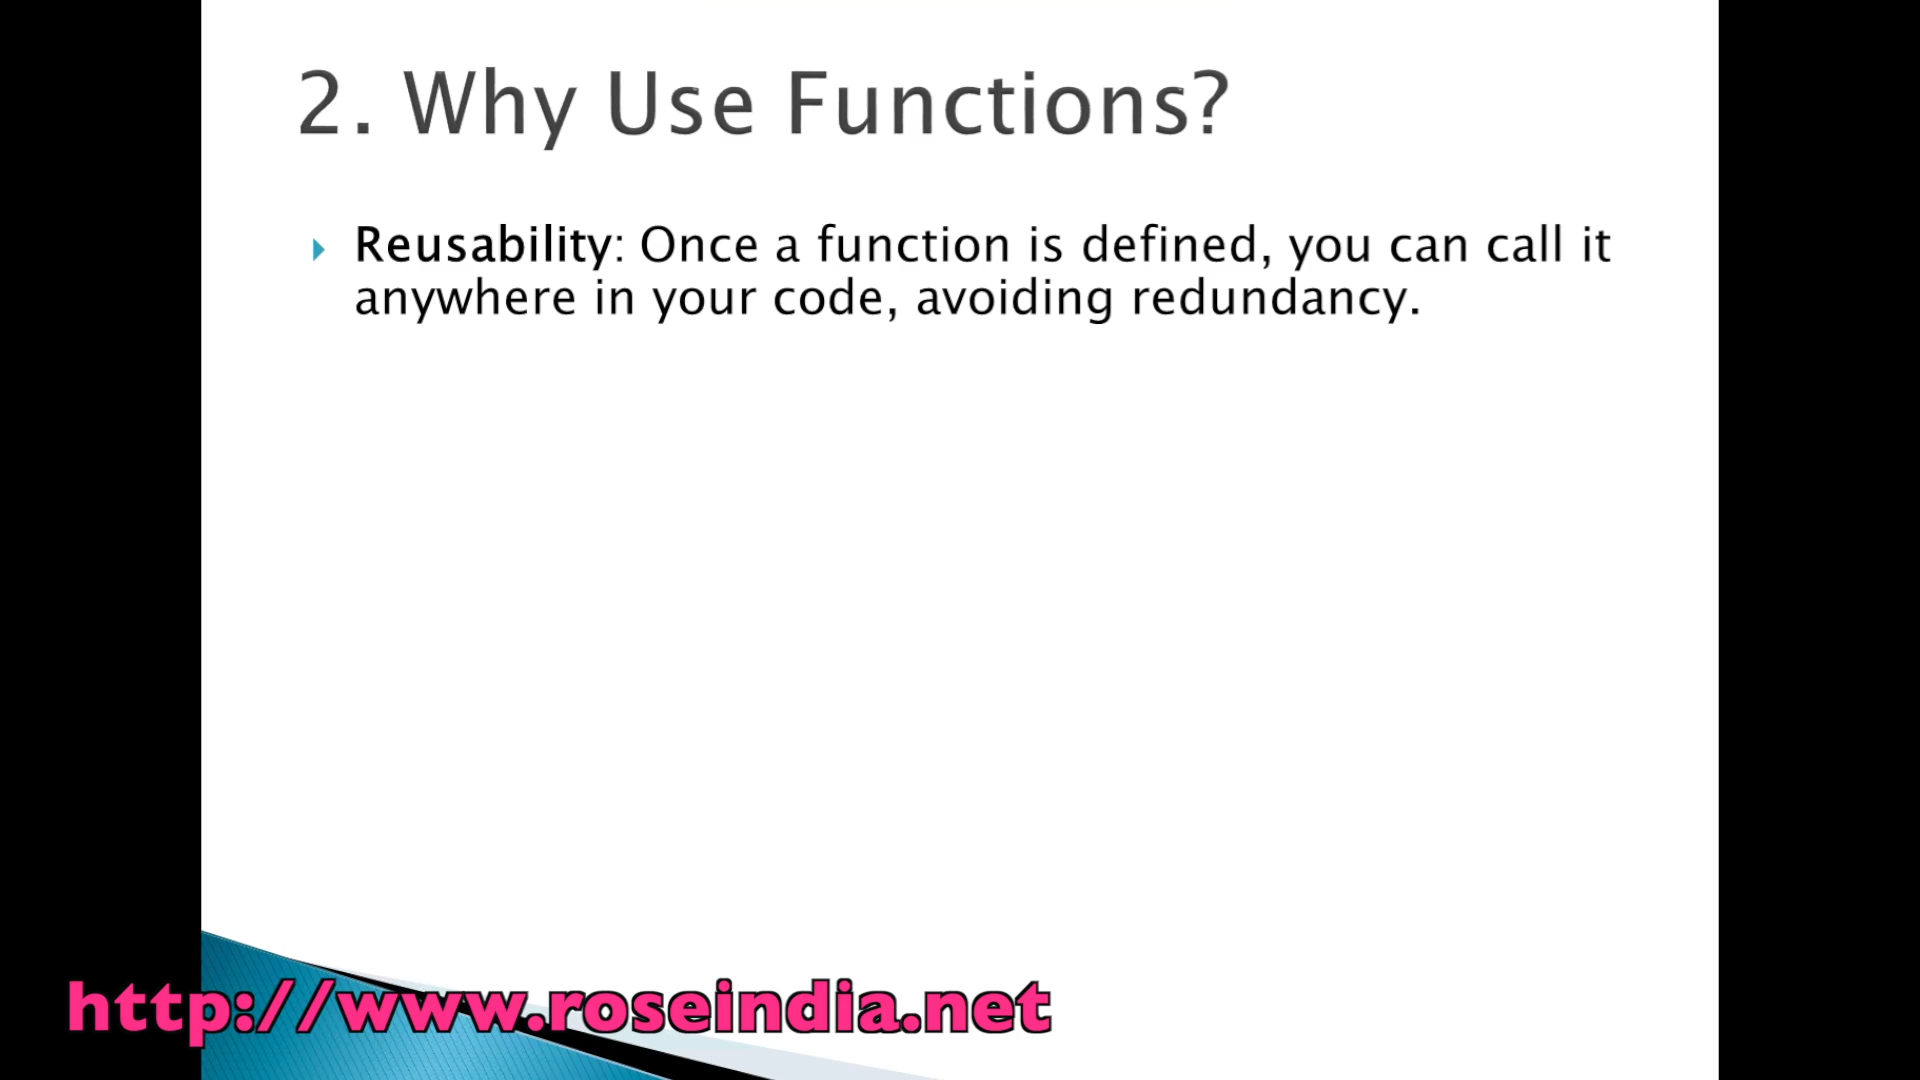 2. Why Use Functions?
Reusability: Once a function is defined, you can call it
anywhere in your code, avoiding redundancy.
http://www.roseindia.net